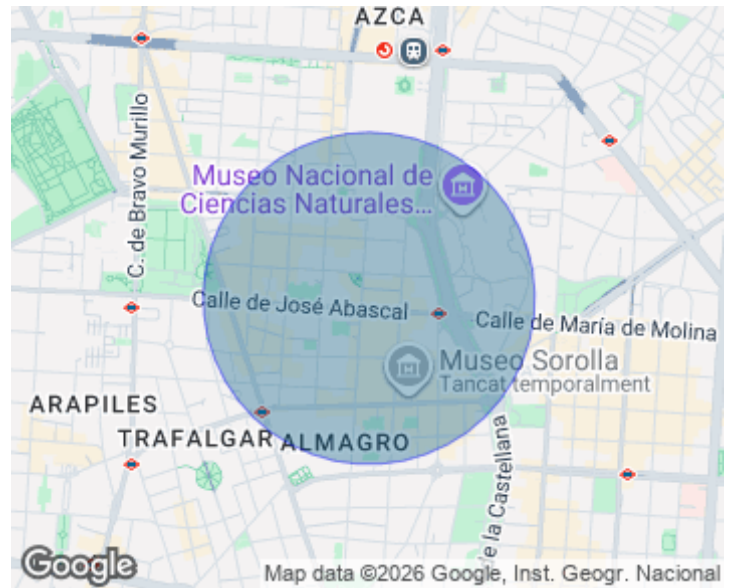 AZCA
C. de Bravo Murillo
Museo Nacional de
Ciencias Naturales...
Calle de José Abascal
Calle de María de Molina
Museo Sorolla
Tancat temporalment
ARAPILES
TRAFALGAR
ALMAGRO
de la Castellana
Google
Map data ©2026 Google, Inst. Geogr. Nacional